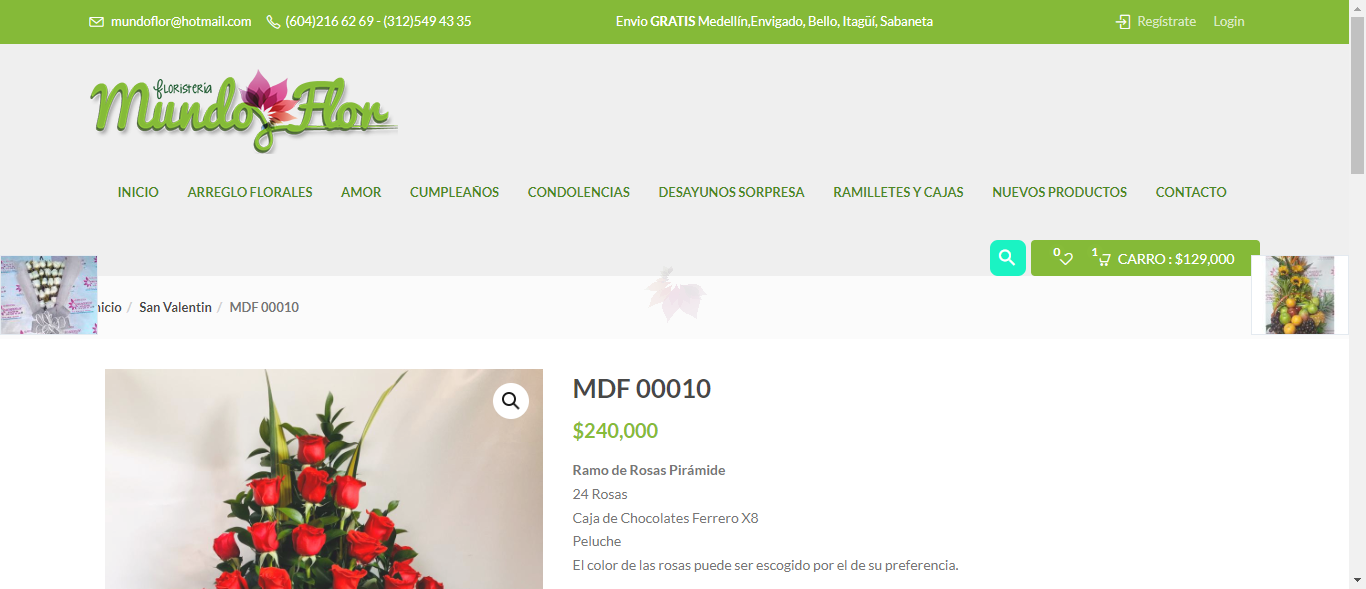 mundoflor@hotmail.com (604)216 62 69 - (312)549 43 35 Envio GRATIS Medellín,Envigado, Bello, Itagüí, Sabaneta Regístrate Login
FLORISTERIA
Mundo Flor
INICIO ARREGLO FLORALES AMOR CUMPLEAÑOS CONDOLENCIAS DESAYUNOS SORPRESA RAMILLETES Y CAJAS NUEVOS PRODUCTOS CONTACTO
0 1 CARRO : $129,000
nicio / San Valentin / MDF 00010
MDF 00010
$240,000
Ramo de Rosas Pirámide
24 Rosas
Caja de Chocolates Ferrero X8
Peluche
El color de las rosas puede ser escogido por el de su preferencia.